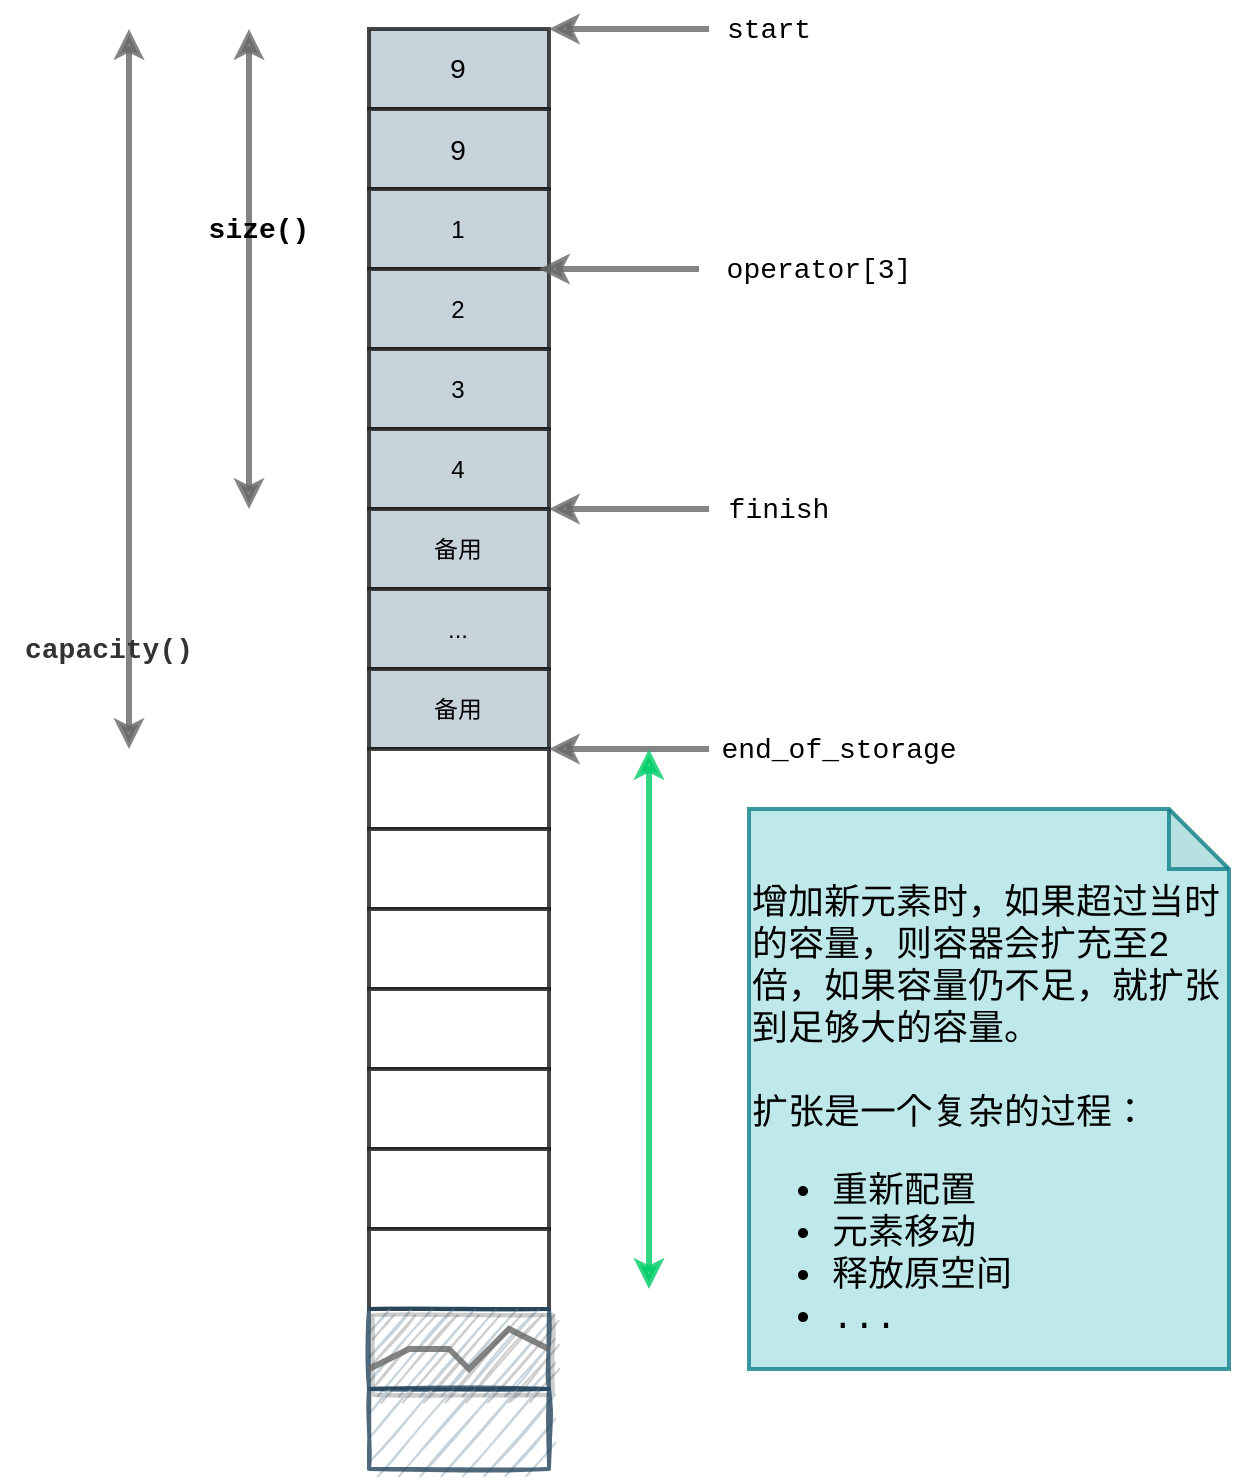 start
9
9
size()
1
operator[3]
2
3
4
finish
备用
...
capacity()
备用
end_of_storage
增加新元素时，如果超过当时
的容量，则容器会扩充至2
倍，如果容量仍不足，就扩张
到足够大的容量。
扩张是一个复杂的过程：
• 重新配置
• 元素移动
• 释放原空间
• ...